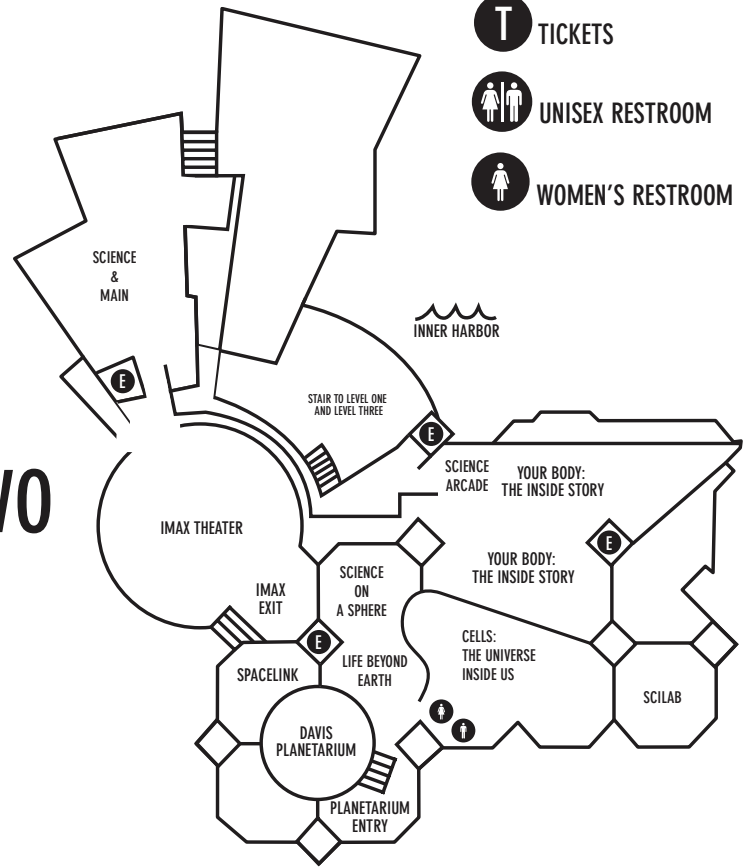 T TICKETS
UNISEX RESTROOM
WOMEN'S RESTROOM
SCIENCE
&
MAIN
INNER HARBOR
E
STAIR TO LEVEL ONE
AND LEVEL THREE
E
SCIENCE
ARCADE
YOUR BODY:
THE INSIDE STORY
WO
IMAX THEATER
E
YOUR BODY:
THE INSIDE STORY
SCIENCE
ON
A SPHERE
IMAX
EXIT
E
CELLS:
THE UNIVERSE
INSIDE US
LIFE BEYOND
EARTH
SPACELINK
SCILAB
DAVIS
PLANETARIUM
PLANETARIUM
ENTRY